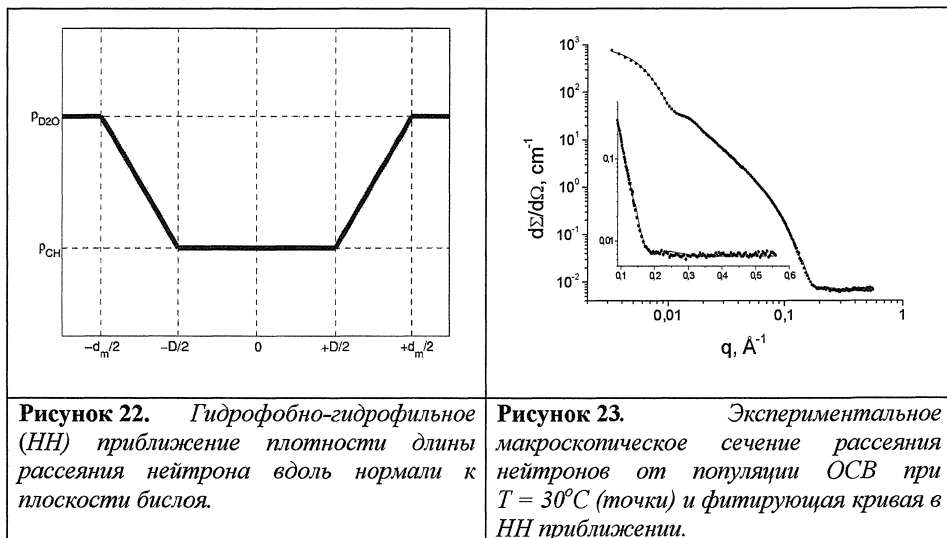 ρD2O
ρCH
−dm/2
−D/2
0
+D/2
+dm/2
10³
10²
10¹
10⁰
10⁻¹
10⁻²
dΣ/dΩ, cm⁻¹
0,1
0,01
0,1 0,2 0,3 0,4 0,5 0,6
0,01 0,1 1
q, Å⁻¹
Рисунок 22. Гидрофобно-гидрофильное
(НН) приближение плотности длины
рассеяния нейтрона вдоль нормали к
плоскости бислоя.
Рисунок 23. Экспериментальное
макроскопическое сечение рассеяния
нейтронов от популяции ОСВ при
T = 30°C (точки) и фитирующая кривая в
НН приближении.